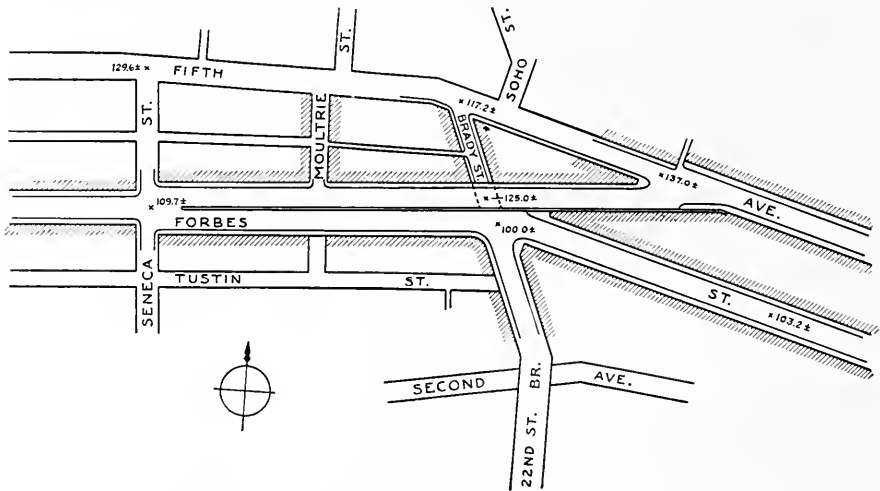 ST.
ST.
SOHO
129.6±
FIFTH
117.2±
ST.
MOULTRIE
BRADY ST.
137.0±
125.0±
109.7±
AVE.
FORBES
100.0±
SENECA
TUSTIN
ST.
ST.
103.2±
SECOND
BR.
AVE.
22ND ST.